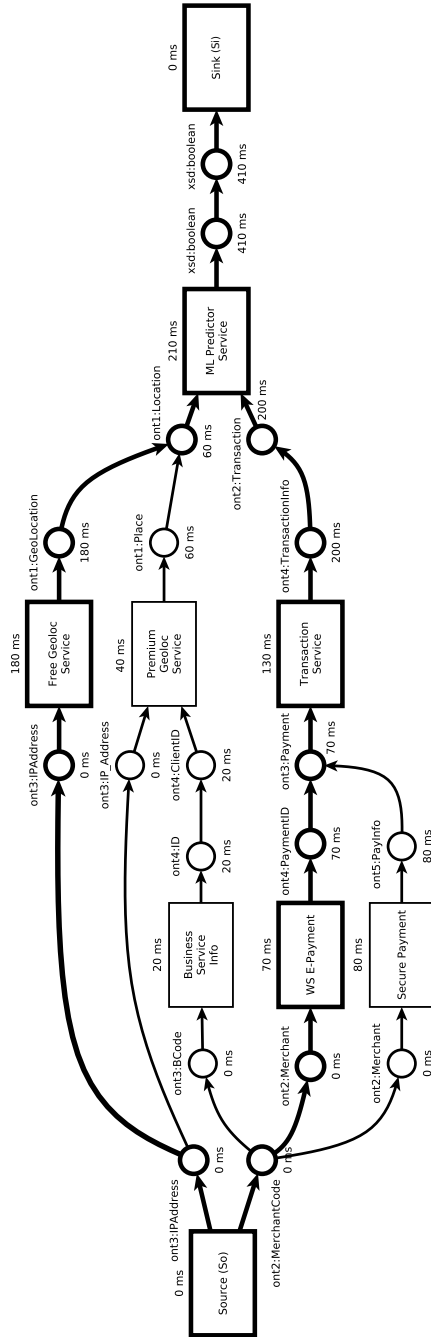 0 ms
Source (So)
ont3:IPAddress
0 ms
ont2:MerchantCode
0 ms
ont3:IPAddress
0 ms
ont3:IP_Address
0 ms
ont3:BCode
0 ms
ont2:Merchant
0 ms
ont2:Merchant
0 ms
20 ms
Business
Service
Info
70 ms
WS E-Payment
80 ms
Secure Payment
ont4:ID
20 ms
ont4:PaymentID
70 ms
ont5:PayInfo
80 ms
ont4:ClientID
20 ms
ont3:Payment
70 ms
180 ms
Free Geoloc
Service
40 ms
Premium
Geoloc
Service
130 ms
Transaction
Service
ont1:GeoLocation
180 ms
ont1:Place
60 ms
ont4:TransactionInfo
200 ms
ont1:Location
60 ms
ont2:Transaction
200 ms
210 ms
ML Predictor
Service
xsd:boolean
410 ms
xsd:boolean
410 ms
0 ms
Sink (Si)